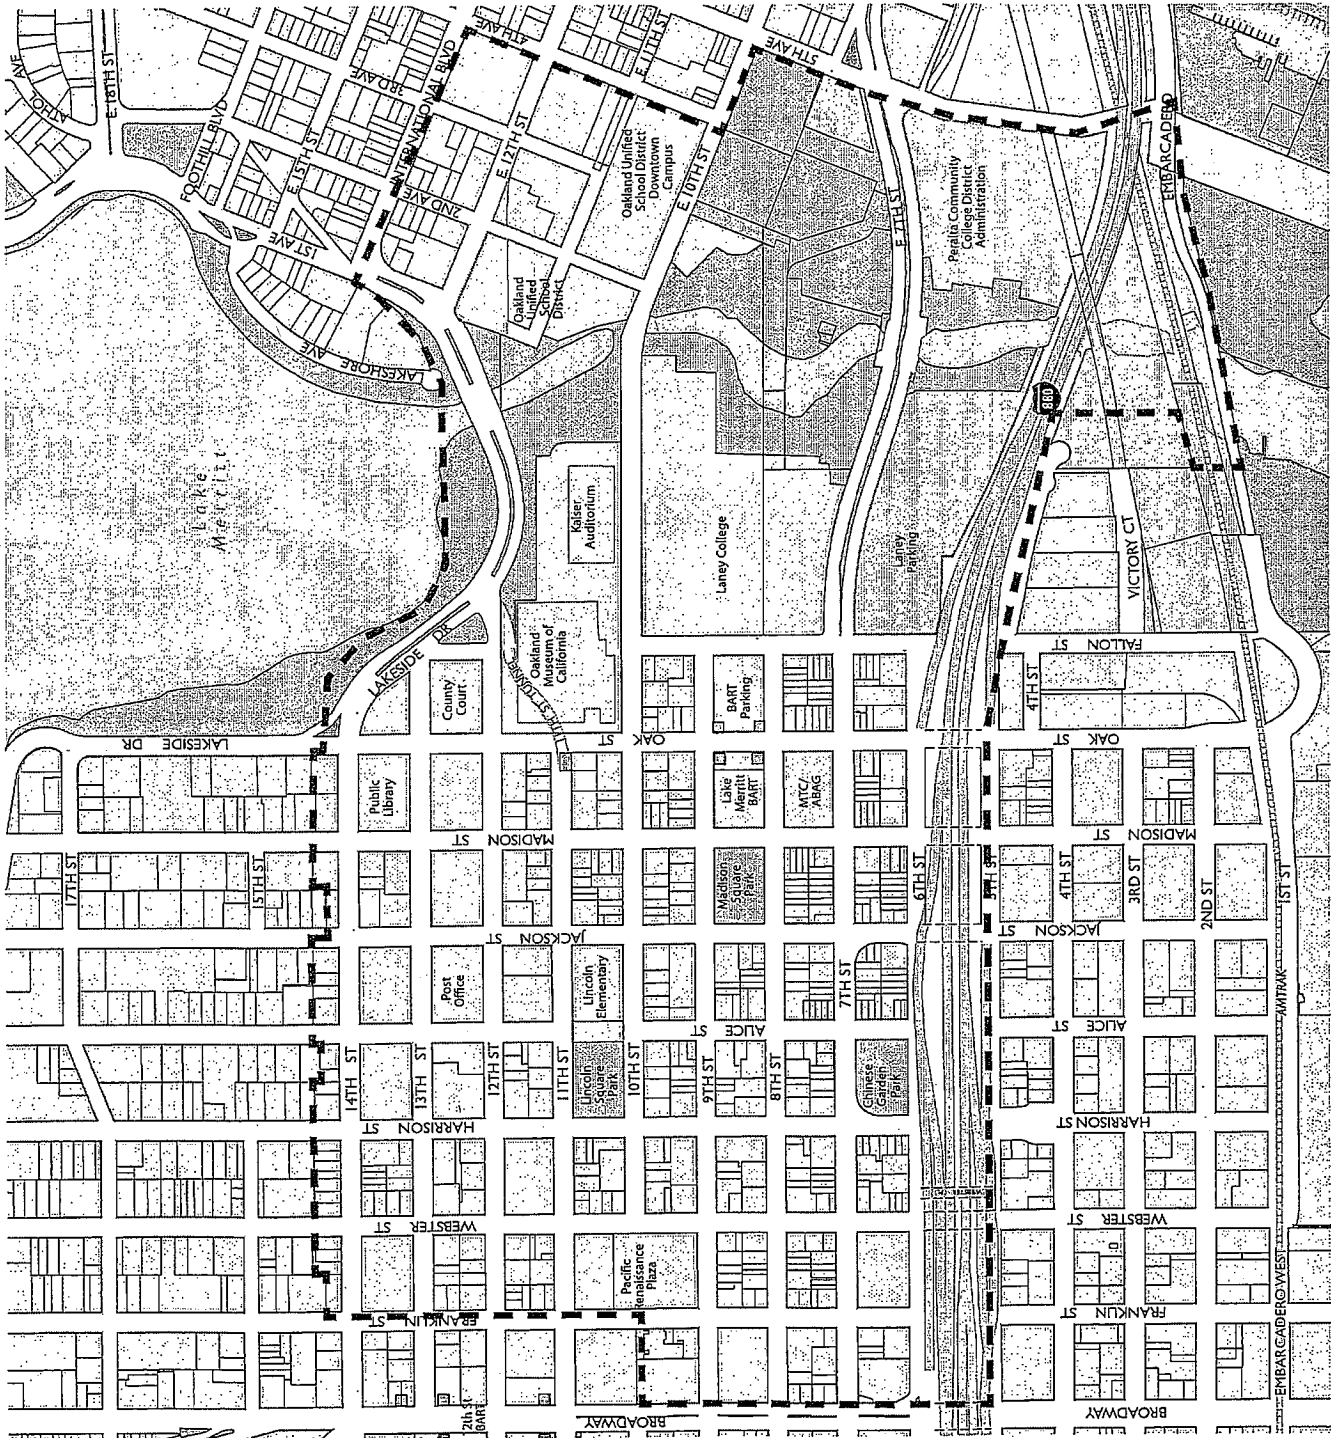 ATHOL
AVE
E 18TH ST
FOOTHILL BLVD
E 15TH ST
1ST AVE
3RD AVE
INTERNATIONAL BLVD
4TH AVE
2ND AVE
E 12TH ST
E 11TH ST
5TH AVE
Oakland Unified
School District
Downtown
Campus
E 10TH ST
E 7TH ST
Peralta Community
College District
Administration
EMBARCADERO
Oakland
Unified
School
District
LAKESHORE AVE
880
Lake
Merritt
Kaiser
Auditorium
Laney College
Laney
Parking
VICTORY CT
FALLON ST
LAKESIDE DR
Oakland
Museum of
California
County
Court
12TH ST TUNNEL
BART
Parking
4TH ST
LAKESIDE DR
OAK ST
OAK ST
Public
Library
Lake
Merritt
BART
MTC/
ABAG
MADISON ST
MADISON ST
17TH ST
15TH ST
Madison
Square
Park
6TH ST
5TH ST
4TH ST
3RD ST
2ND ST
1ST ST
JACKSON ST
JACKSON ST
Post
Office
Lincoln
Elementary
7TH ST
AMTRAK
ALICE ST
ALICE ST
14TH ST
13TH ST
12TH ST
11TH ST
Lincoln
Square
Park
10TH ST
9TH ST
8TH ST
Chinese
Garden
Park
HARRISON ST
HARRISON ST
WEBSTER ST
WEBSTER ST
Pacific
Renaissance
Plaza
FRANKLIN ST
FRANKLIN ST
EMBARCADERO WEST
12th St
BART
BROADWAY
BROADWAY